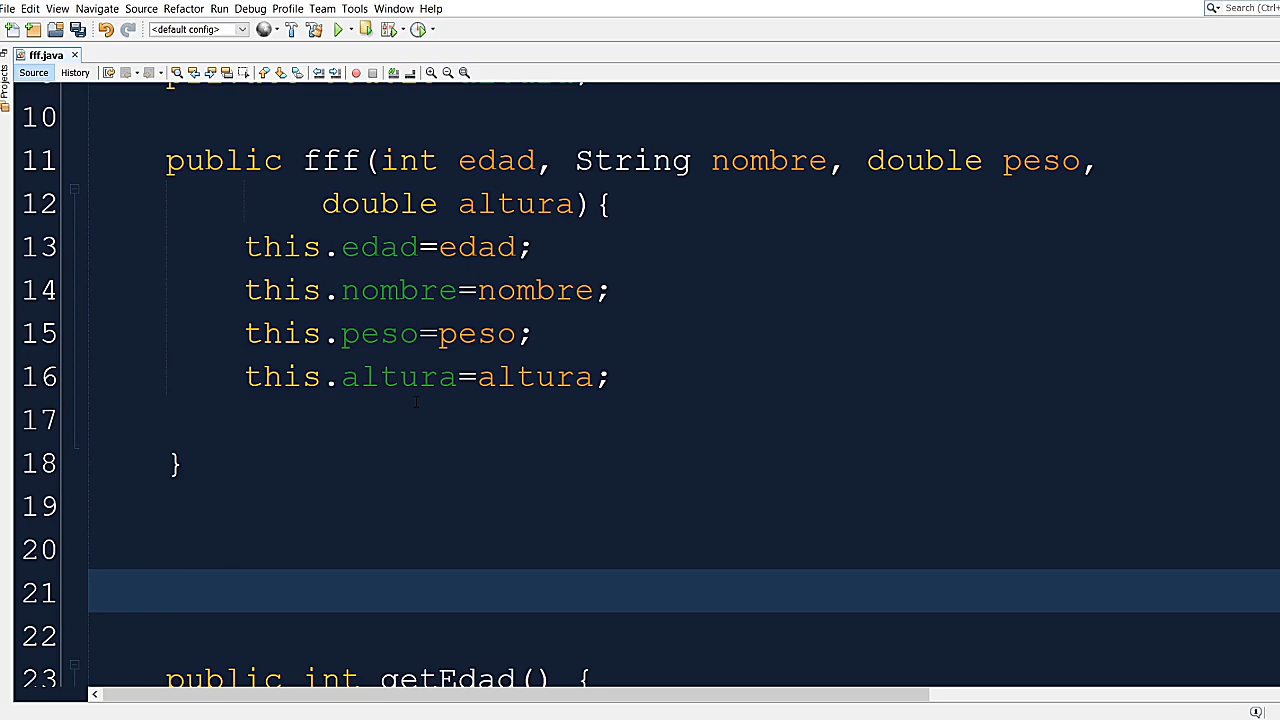 File Edit View Navigate Source Refactor Run Debug Profile Team Tools Window Help
Search (Ctrl+
<default config>
fff.java
Projects
Source History
10
11 public fff(int edad, String nombre, double peso,
12 double altura){
13 this.edad=edad;
14 this.nombre=nombre;
15 this.peso=peso;
16 this.altura=altura;
17
18 }
19
20
21
22
23 public int getEdad() {